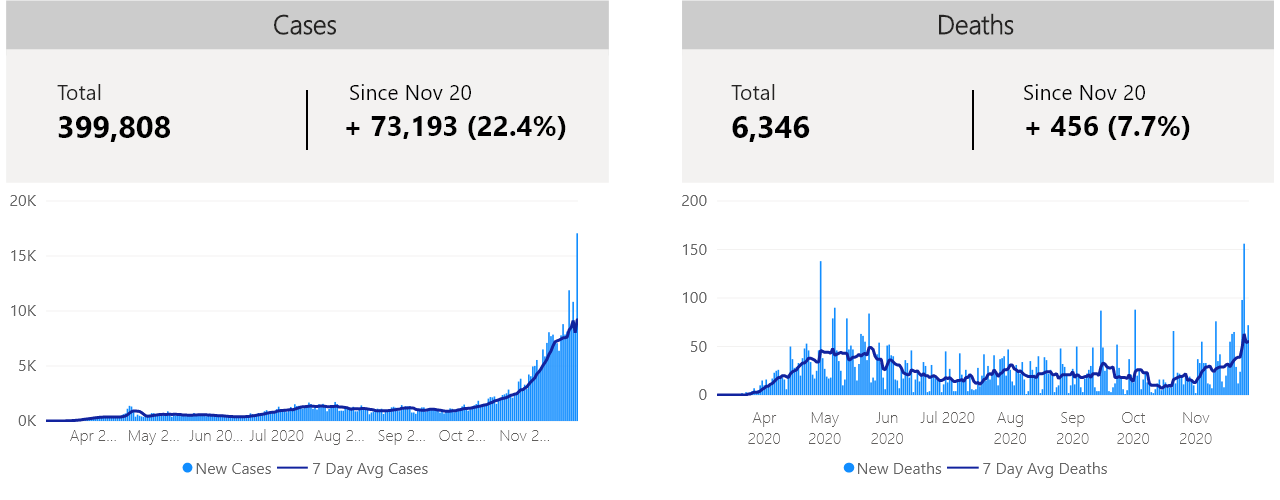 Cases
Total
399,808
Since Nov 20
+ 73,193 (22.4%)
20K
15K
10K
5K
0K
Apr 2... May 2... Jun 20... Jul 2020 Aug 2... Sep 2... Oct 2... Nov 2...
New Cases 7 Day Avg Cases
Deaths
Total
6,346
Since Nov 20
+ 456 (7.7%)
200
150
100
50
0
Apr 2020 May 2020 Jun 2020 Jul 2020 Aug 2020 Sep 2020 Oct 2020 Nov 2020
New Deaths 7 Day Avg Deaths